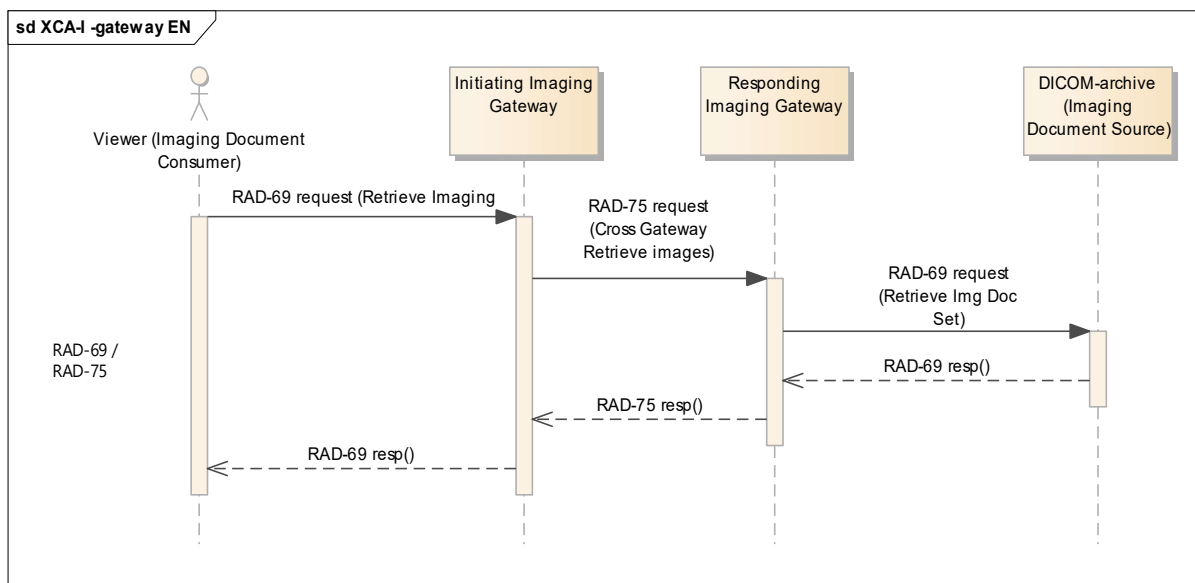 sd XCA-I -gateway EN
Viewer (Imaging Document
Consumer)
Initiating Imaging
Gateway
Responding
Imaging Gateway
DICOM-archive
(Imaging
Document Source)
RAD-69 request (Retrieve Imaging
RAD-75 request
(Cross Gateway
Retrieve images)
RAD-69 request
(Retrieve Img Doc
Set)
RAD-69 /
RAD-75
RAD-69 resp()
RAD-75 resp()
RAD-69 resp()